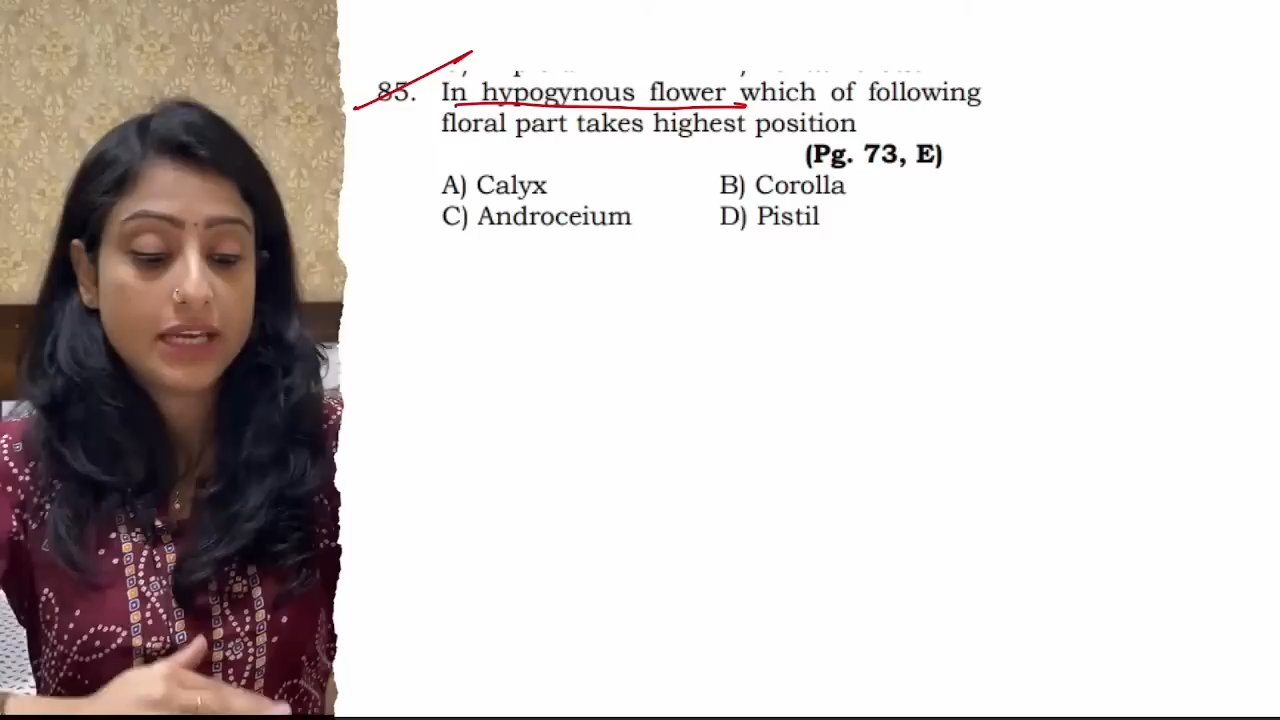 85. In hypogynous flower which of following
floral part takes highest position
(Pg. 73, E)
A) Calyx B) Corolla
C) Androceium D) Pistil